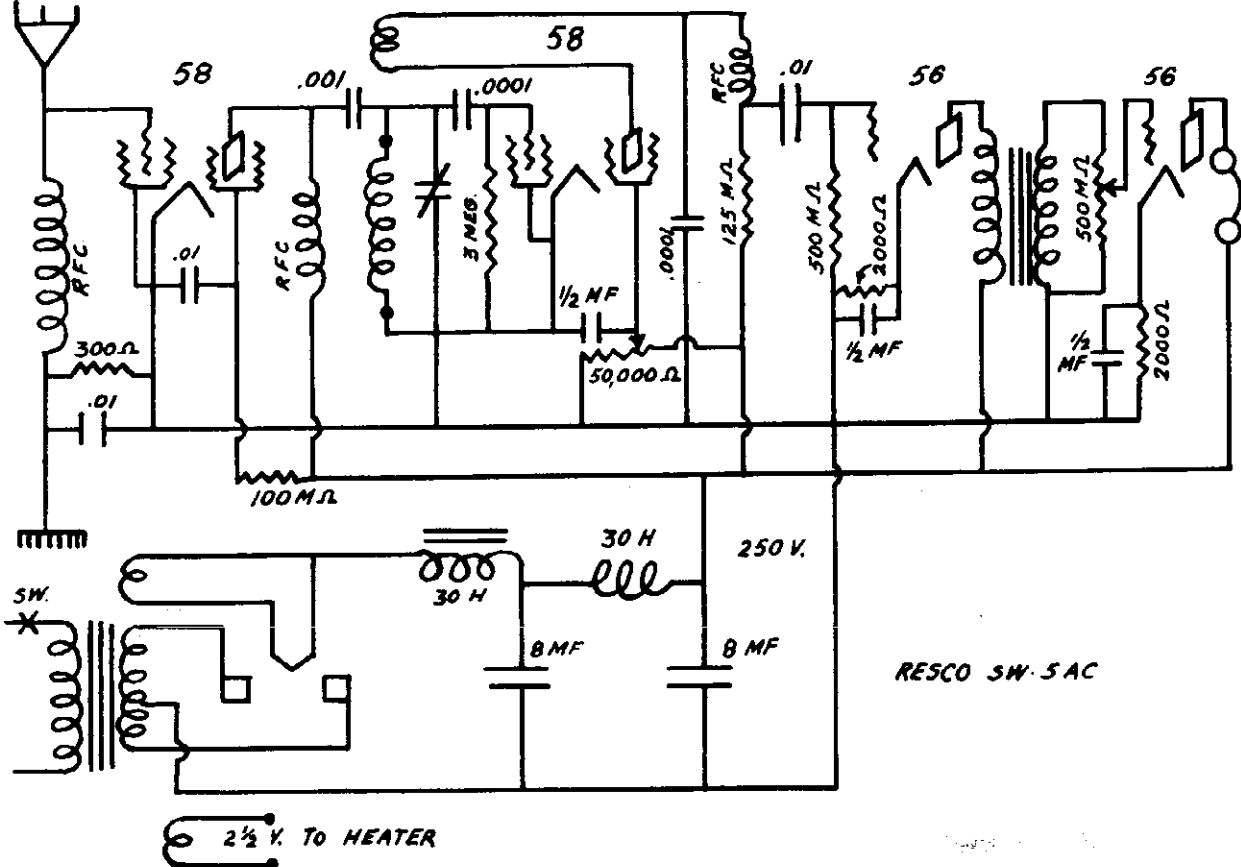 58
58
56
56
.001
.0001
RFC
.01
RFC
.01
RFC
3 MEG.
.0001
125 MΩ
500 MΩ
2000Ω
500 MΩ
300Ω
1/2 MF
50,000Ω
1/2 MF
1/2 MF
2000Ω
.01
100 MΩ
30 H
250 V.
SW.
30 H
8 MF
8 MF
RESCO SW-5AC
2 1/2 V. TO HEATER